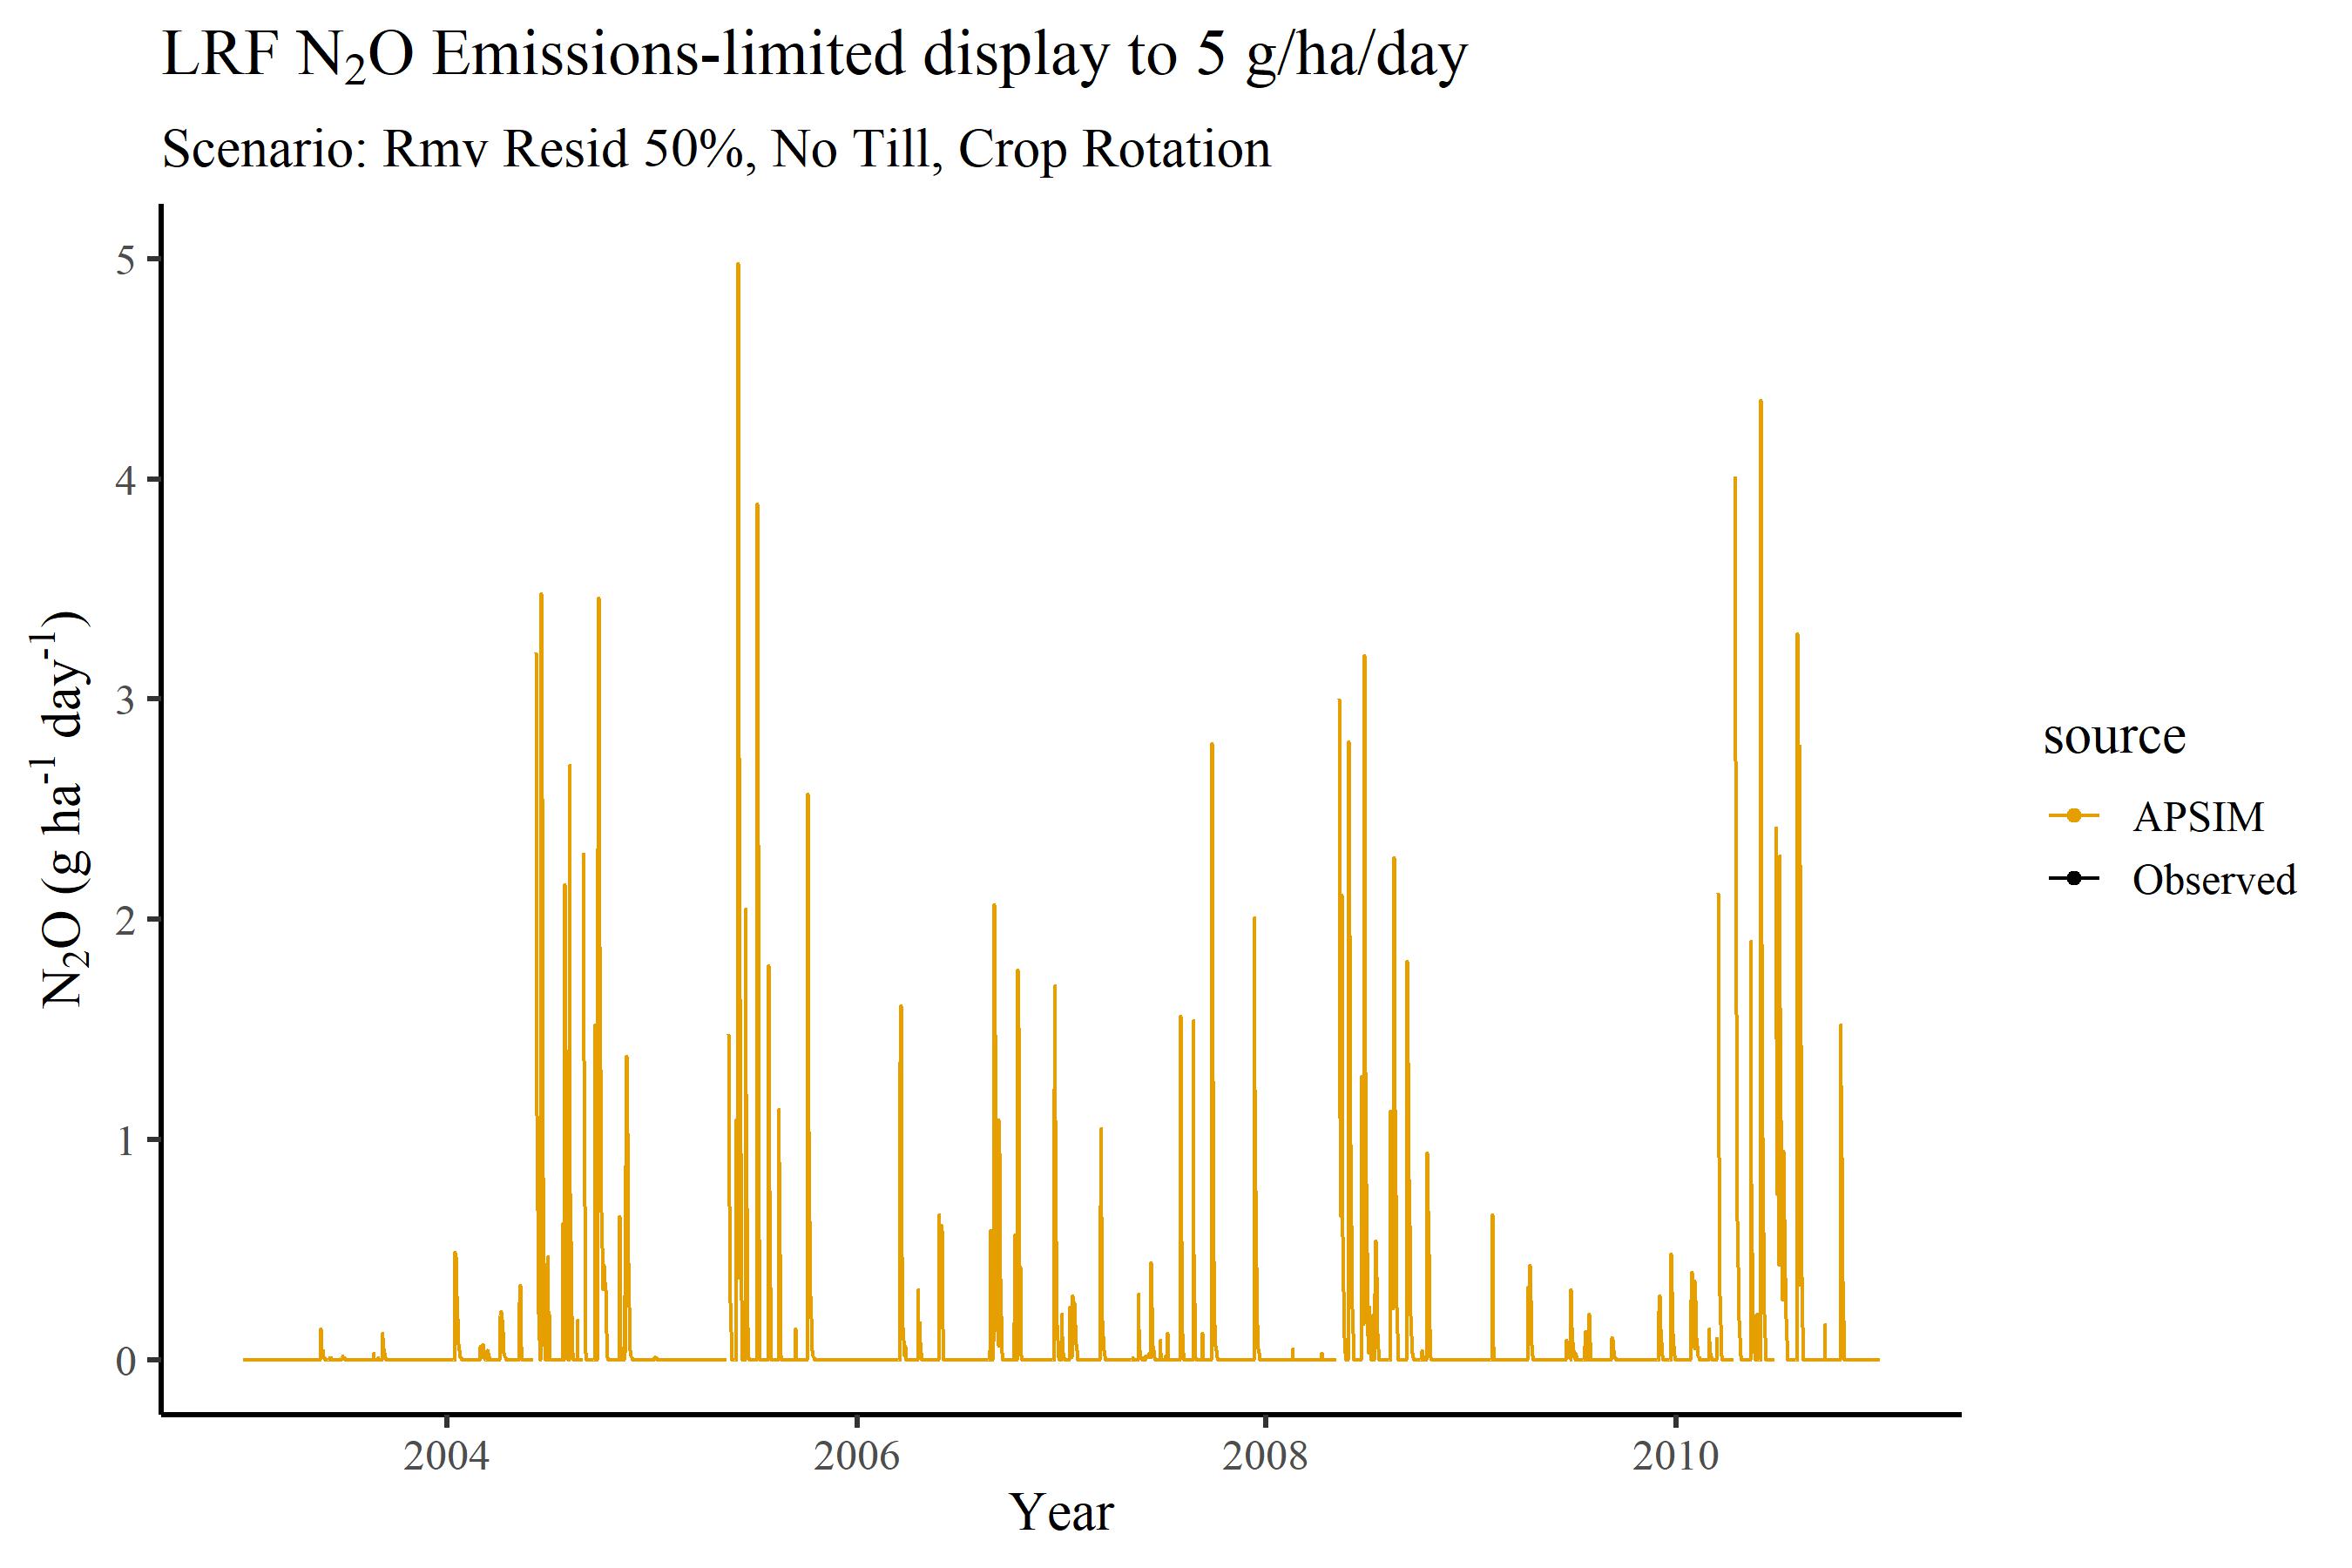 LRF N₂O Emissions-limited display to 5 g/ha/day
Scenario: Rmv Resid 50%, No Till, Crop Rotation
N₂O (g ha⁻¹ day⁻¹)
5
4
3
2
1
0
2004
2006
2008
2010
Year
source
APSIM
Observed